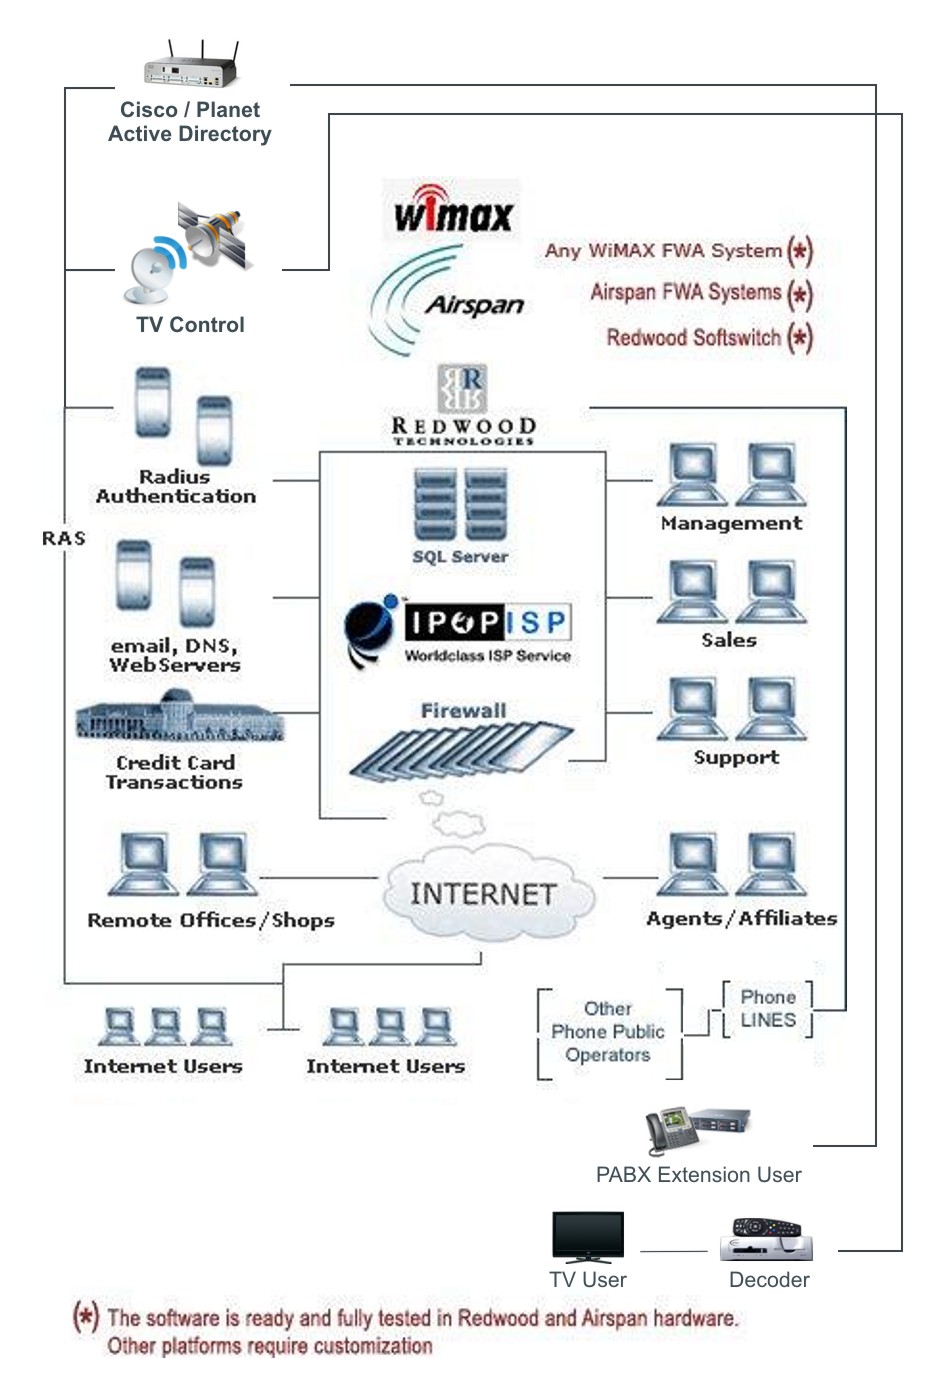 Cisco / Planet
Active Directory
wimax
Any WiMAX FWA System (*)
Airspan
Airspan FWA Systems (*)
TV Control
Redwood Softswitch (*)
REDWOOD
TECHNOLOGIES
Radius
Authentication
SQL Server
Management
RAS
email, DNS,
WebServers
IPOPISP
Worldclass ISP Service
Sales
Credit Card
Transactions
Firewall
Support
Remote Offices/Shops
INTERNET
Agents/Affiliates
Internet Users
Internet Users
Other
Phone Public
Operators
Phone
LINES
PABX Extension User
TV User
Decoder
(*) The software is ready and fully tested in Redwood and Airspan hardware.
Other platforms require customization